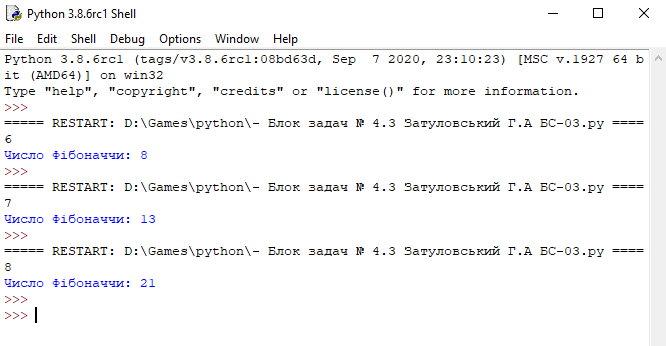 Python 3.8.6rc1 Shell
File Edit Shell Debug Options Window Help
Python 3.8.6rc1 (tags/v3.8.6rc1:08bd63d, Sep  7 2020, 23:10:23) [MSC v.1927 64 b
it (AMD64)] on win32
Type "help", "copyright", "credits" or "license()" for more information.
>>>
===== RESTART: D:\Games\python\- Блок задач № 4.3 Затуловський Г.А БС-03.py ====
6
Число Фібоначчи: 8
>>>
===== RESTART: D:\Games\python\- Блок задач № 4.3 Затуловський Г.А БС-03.py ====
7
Число Фібоначчи: 13
>>>
===== RESTART: D:\Games\python\- Блок задач № 4.3 Затуловський Г.А БС-03.py ====
8
Число Фібоначчи: 21
>>>
>>>